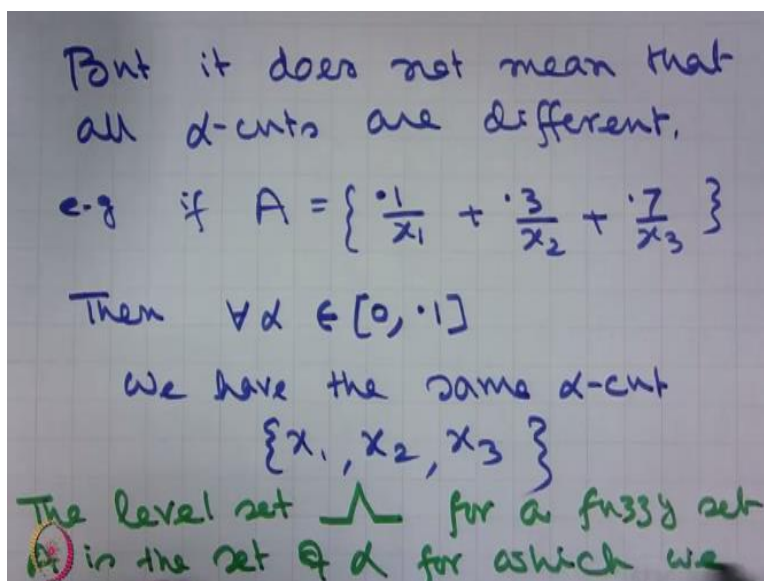 But it does not mean that
all α-cuts are different.
e.g if A = { .1/x₁ + .3/x₂ + .7/x₃ }
Then ∀ α ∈ [0, .1]
We have the same α-cut
{x₁, x₂, x₃}
The level set Λ for a fuzzy set
A is the set of α for which we